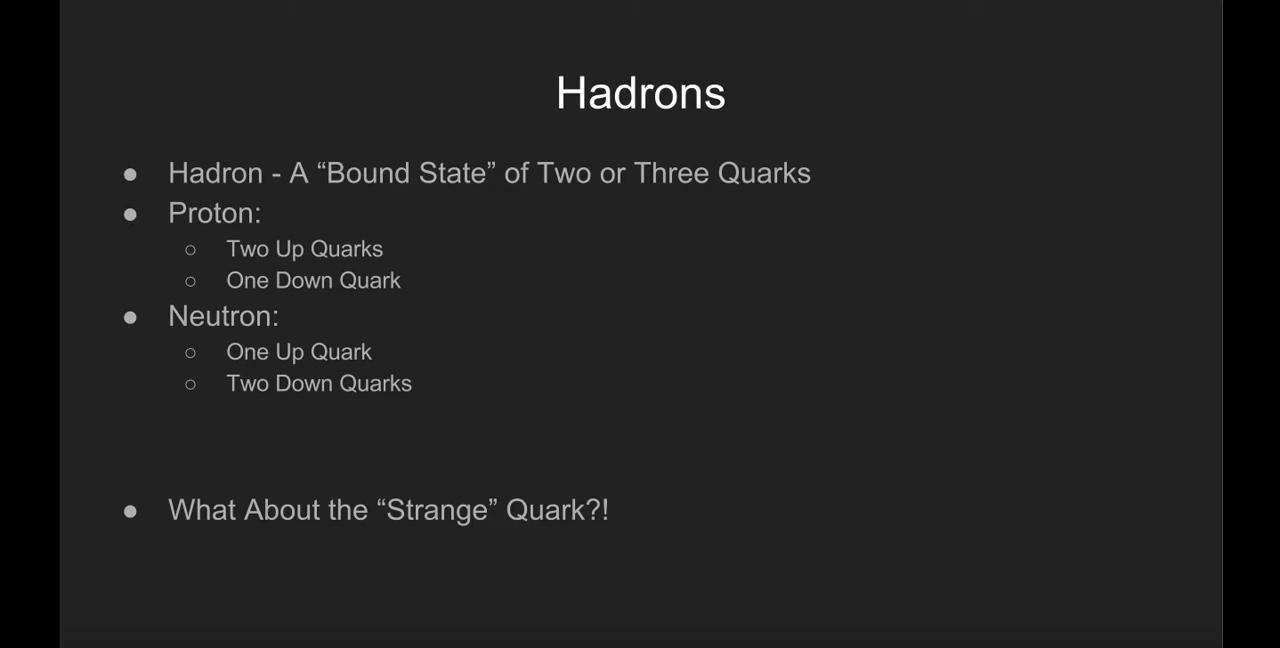 Hadrons
● Hadron - A “Bound State” of Two or Three Quarks
● Proton:
○ Two Up Quarks
○ One Down Quark
● Neutron:
○ One Up Quark
○ Two Down Quarks
● What About the “Strange” Quark?!